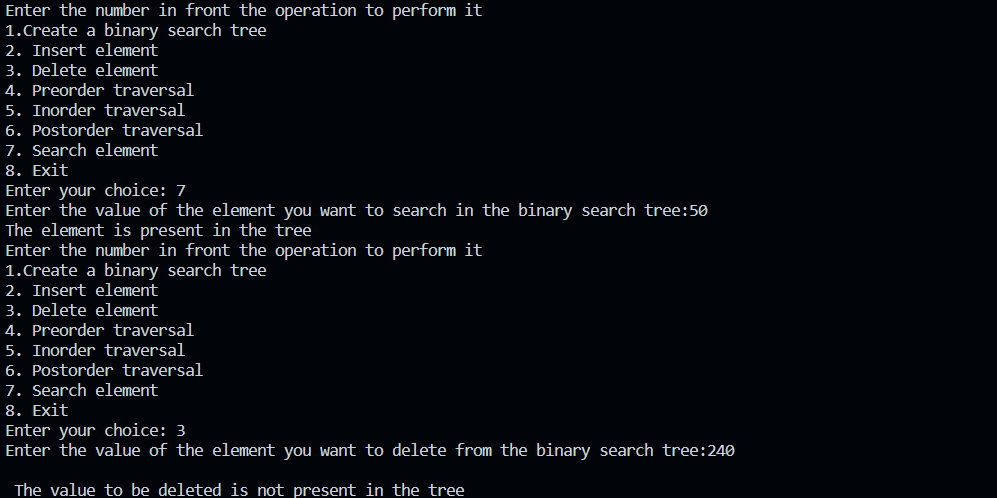 Enter the number in front the operation to perform it
1.Create a binary search tree
2. Insert element
3. Delete element
4. Preorder traversal
5. Inorder traversal
6. Postorder traversal
7. Search element
8. Exit
Enter your choice: 7
Enter the value of the element you want to search in the binary search tree:50
The element is present in the tree
Enter the number in front the operation to perform it
1.Create a binary search tree
2. Insert element
3. Delete element
4. Preorder traversal
5. Inorder traversal
6. Postorder traversal
7. Search element
8. Exit
Enter your choice: 3
Enter the value of the element you want to delete from the binary search tree:240
The value to be deleted is not present in the tree